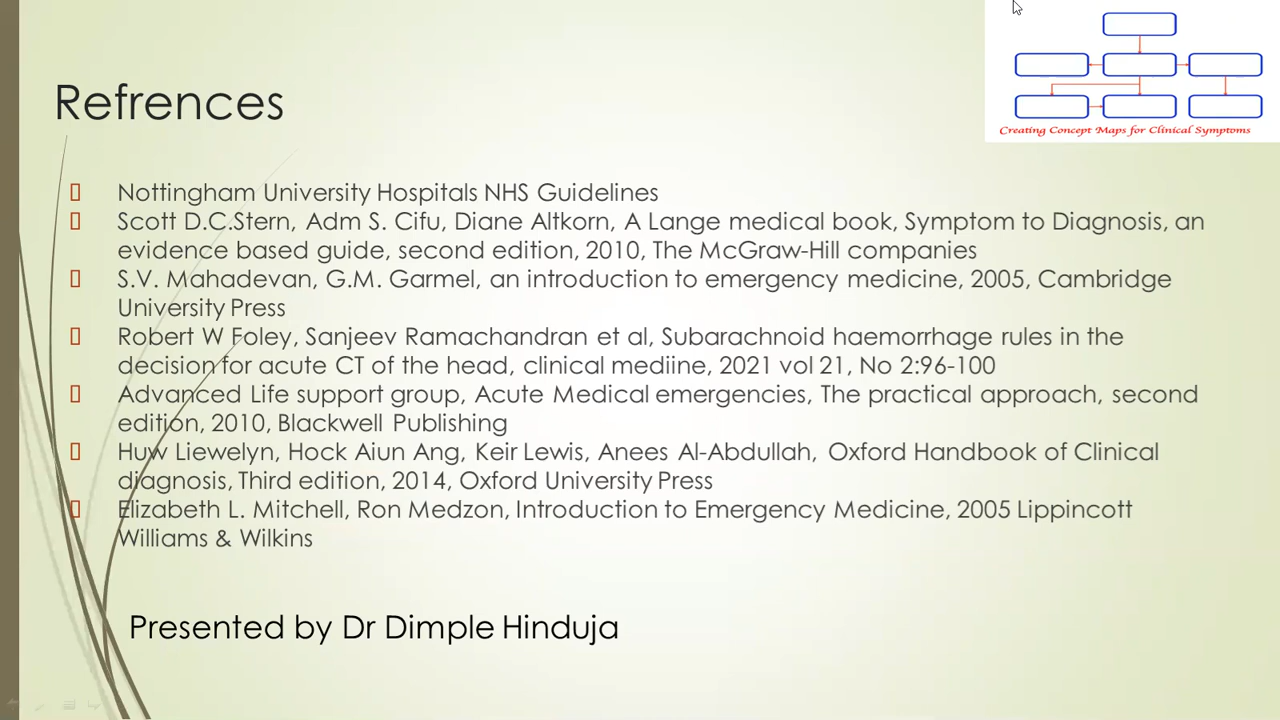 Creating Concept Maps for Clinical Symptoms
Refrences
Nottingham University Hospitals NHS Guidelines
Scott D.C.Stern, Adm S. Cifu, Diane Altkorn, A Lange medical book, Symptom to Diagnosis, an
evidence based guide, second edition, 2010, The McGraw-Hill companies
S.V. Mahadevan, G.M. Garmel, an introduction to emergency medicine, 2005, Cambridge
University Press
Robert W Foley, Sanjeev Ramachandran et al, Subarachnoid haemorrhage rules in the
decision for acute CT of the head, clinical mediine, 2021 vol 21, No 2:96-100
Advanced Life support group, Acute Medical emergencies, The practical approach, second
edition, 2010, Blackwell Publishing
Huw Liewelyn, Hock Aiun Ang, Keir Lewis, Anees Al-Abdullah, Oxford Handbook of Clinical
diagnosis, Third edition, 2014, Oxford University Press
Elizabeth L. Mitchell, Ron Medzon, Introduction to Emergency Medicine, 2005 Lippincott
Williams & Wilkins
Presented by Dr Dimple Hinduja